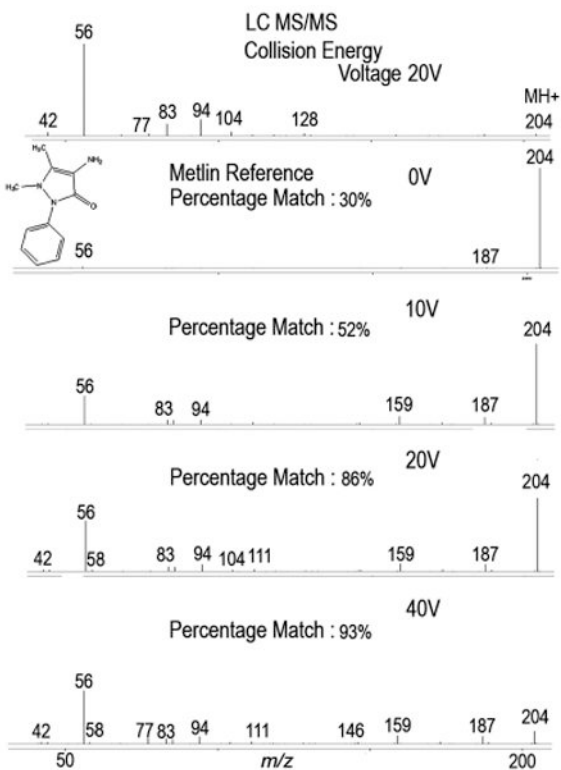 LC MS/MS
Collision Energy
Voltage 20V
56
42 77 83 94 104 128
MH+
204
H₃C NH₂
H₃C N
N O
Metlin Reference 0V
Percentage Match : 30%
204
56 187
10V
Percentage Match : 52%
204
56 83 94 159 187
20V
Percentage Match : 86%
204
56
42 58 83 94 104 111 159 187
40V
Percentage Match : 93%
56
42 58 77 83 94 111 146 159 187 204
50 m/z 200